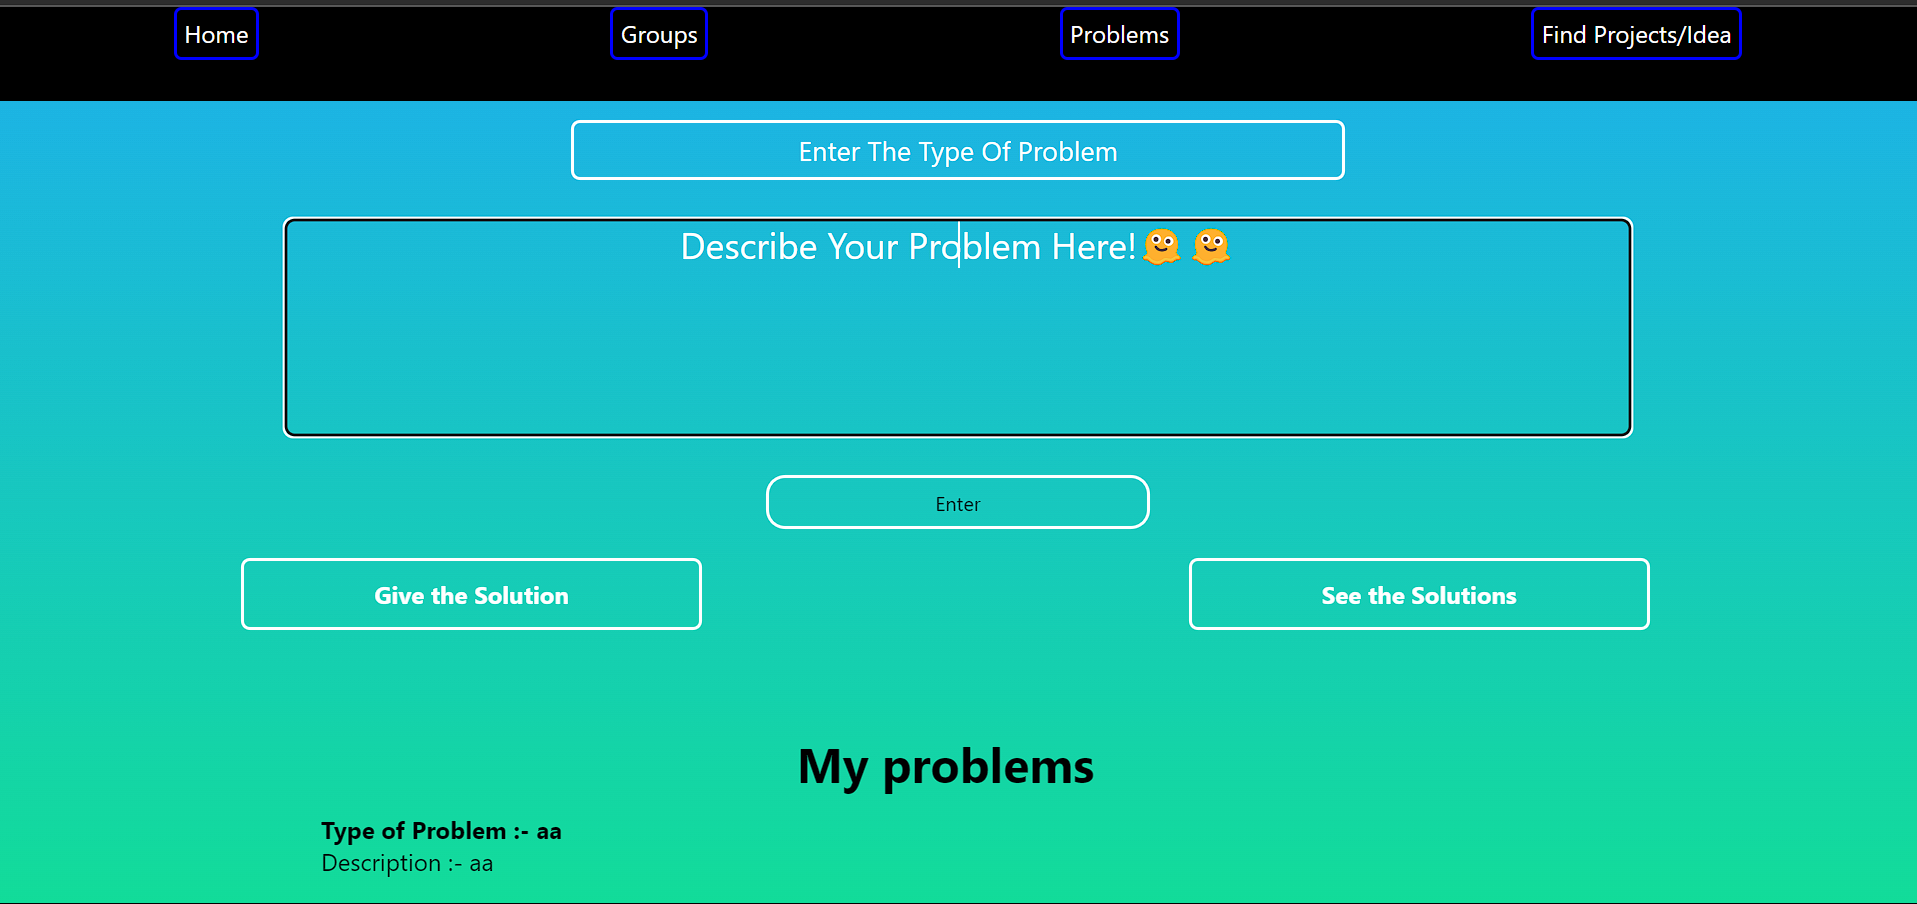 Home Groups Problems Find Projects/Idea
Enter The Type Of Problem
Describe Your Problem Here!
Enter
Give the Solution See the Solutions
My problems
Type of Problem :- aa
Description :- aa